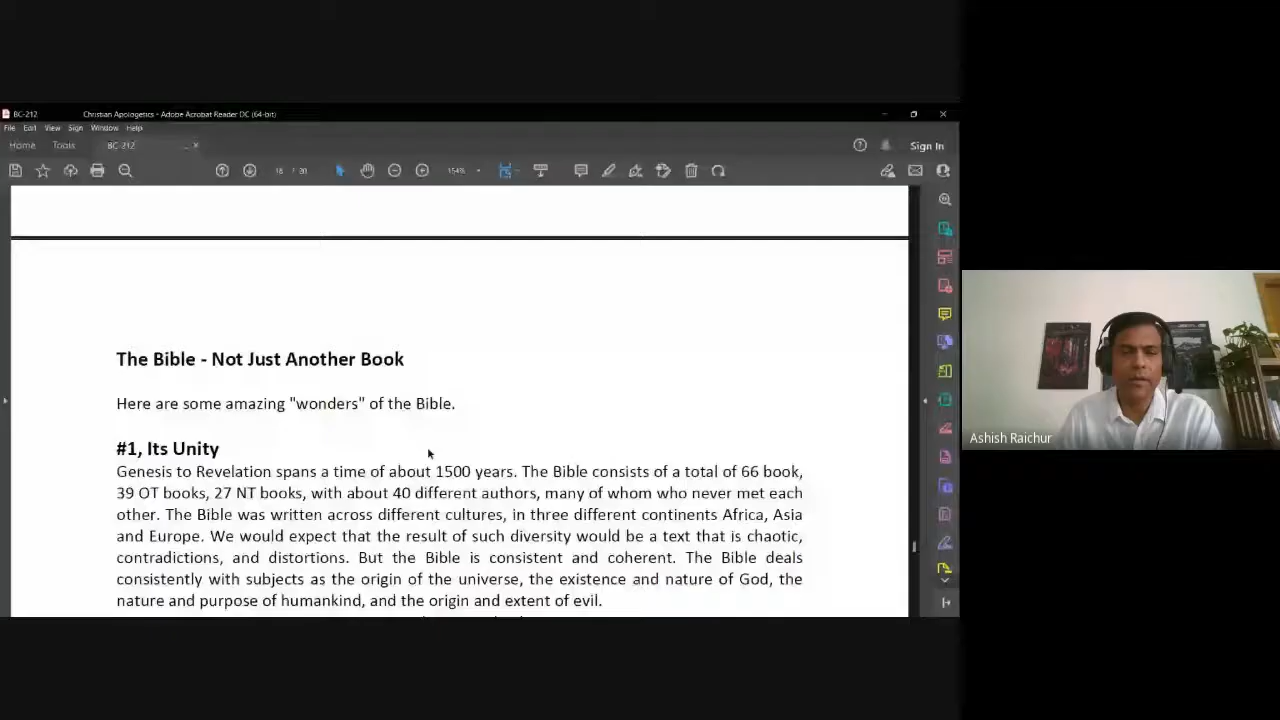 BC-212 Christian Apologetics - Adobe Acrobat Reader DC (64-bit)
File Edit View Sign Window Help
Home Tools BC-212 ... ×
Sign In
18 / 30 154%
The Bible - Not Just Another Book
Here are some amazing "wonders" of the Bible.
#1, Its Unity
Genesis to Revelation spans a time of about 1500 years. The Bible consists of a total of 66 book,
39 OT books, 27 NT books, with about 40 different authors, many of whom who never met each
other. The Bible was written across different cultures, in three different continents Africa, Asia
and Europe. We would expect that the result of such diversity would be a text that is chaotic,
contradictions, and distortions. But the Bible is consistent and coherent. The Bible deals
consistently with subjects as the origin of the universe, the existence and nature of God, the
nature and purpose of humankind, and the origin and extent of evil.
Ashish Raichur